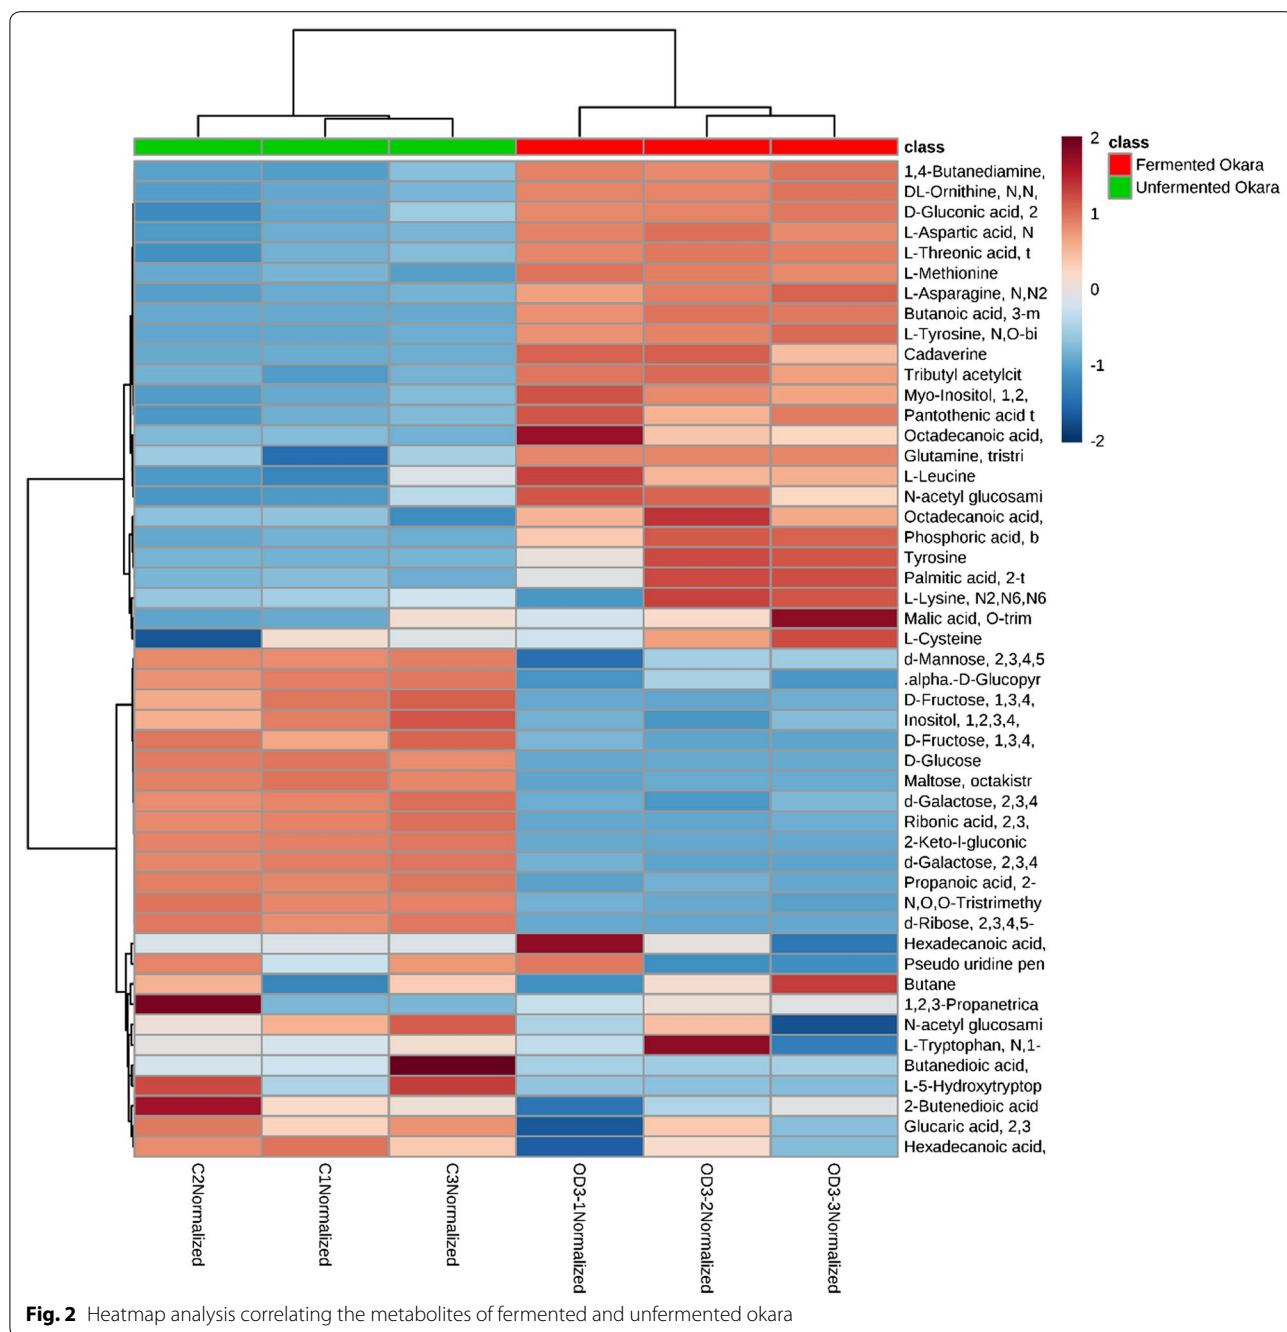 class
1,4-Butanediamine,
DL-Ornithine, N,N,
D-Gluconic acid, 2
L-Aspartic acid, N
L-Threonic acid, t
L-Methionine
L-Asparagine, N,N2
Butanoic acid, 3-m
L-Tyrosine, N,O-bi
Cadaverine
Tributyl acetylcit
Myo-Inositol, 1,2,
Pantothenic acid t
Octadecanoic acid,
Glutamine, tristri
L-Leucine
N-acetyl glucosami
Octadecanoic acid,
Phosphoric acid, b
Tyrosine
Palmitic acid, 2-t
L-Lysine, N2,N6,N6
Malic acid, O-trim
L-Cysteine
d-Mannose, 2,3,4,5
.alpha.-D-Glucopyr
D-Fructose, 1,3,4,
Inositol, 1,2,3,4,
D-Fructose, 1,3,4,
D-Glucose
Maltose, octakistr
d-Galactose, 2,3,4
Ribonic acid, 2,3,
2-Keto-l-gluconic
d-Galactose, 2,3,4
Propanoic acid, 2-
N,O,O-Tristrimethy
d-Ribose, 2,3,4,5-
Hexadecanoic acid,
Pseudo uridine pen
Butane
1,2,3-Propanetrica
N-acetyl glucosami
L-Tryptophan, N,1-
Butanedioic acid,
L-5-Hydroxytryptop
2-Butenedioic acid
Glucaric acid, 2,3
Hexadecanoic acid,
2
1
0
-1
-2
class
Fermented Okara
Unfermented Okara
C2Normalized
C1Normalized
C3Normalized
OD3-1Normalized
OD3-2Normalized
OD3-3Normalized
Fig. 2 Heatmap analysis correlating the metabolites of fermented and unfermented okara